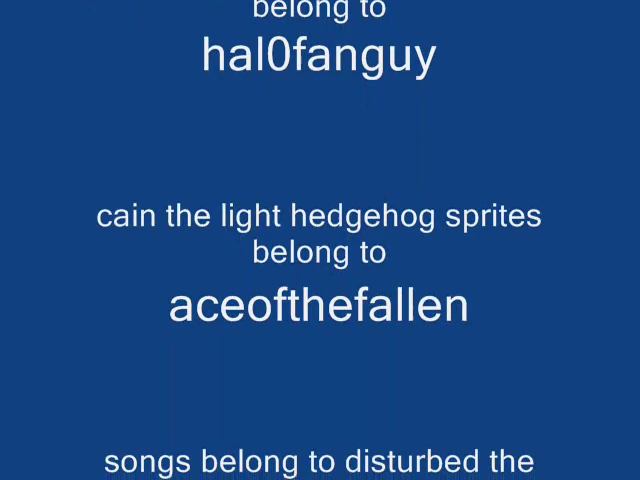 belong to
hal0fanguy
cain the light hedgehog sprites
belong to
aceofthefallen
songs belong to disturbed the